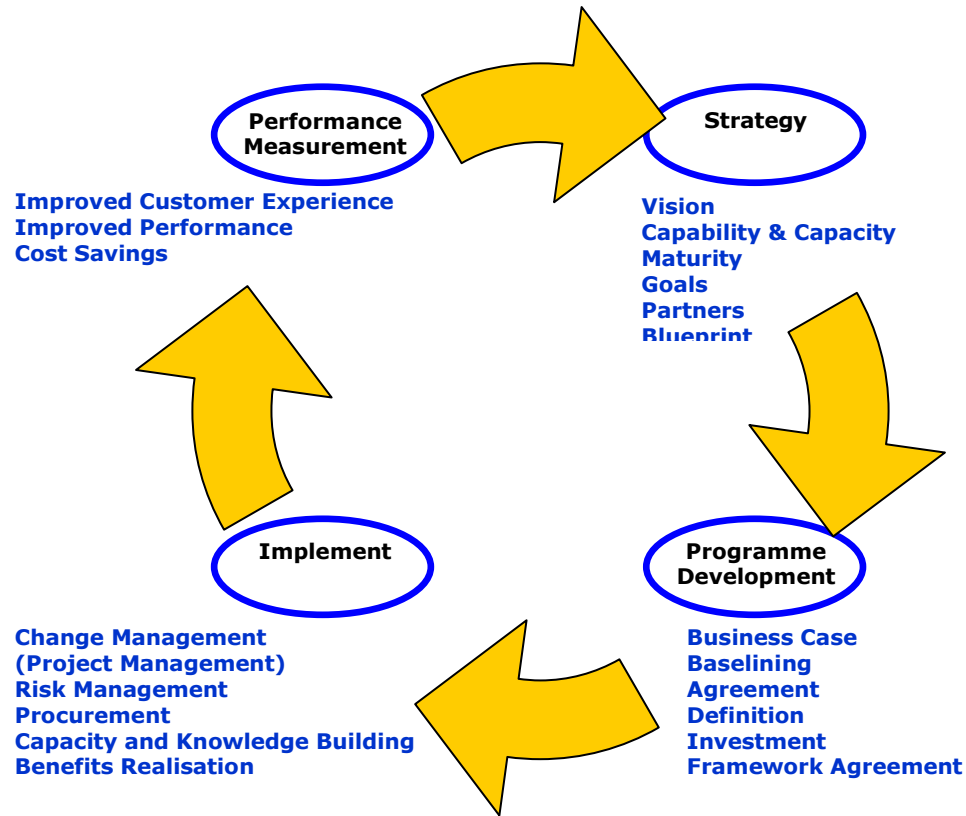 Performance
Measurement
Improved Customer Experience
Improved Performance
Cost Savings
Strategy
Vision
Capability & Capacity
Maturity
Goals
Partners
Blueprint
Programme
Development
Business Case
Baselining
Agreement
Definition
Investment
Framework Agreement
Implement
Change Management
(Project Management)
Risk Management
Procurement
Capacity and Knowledge Building
Benefits Realisation